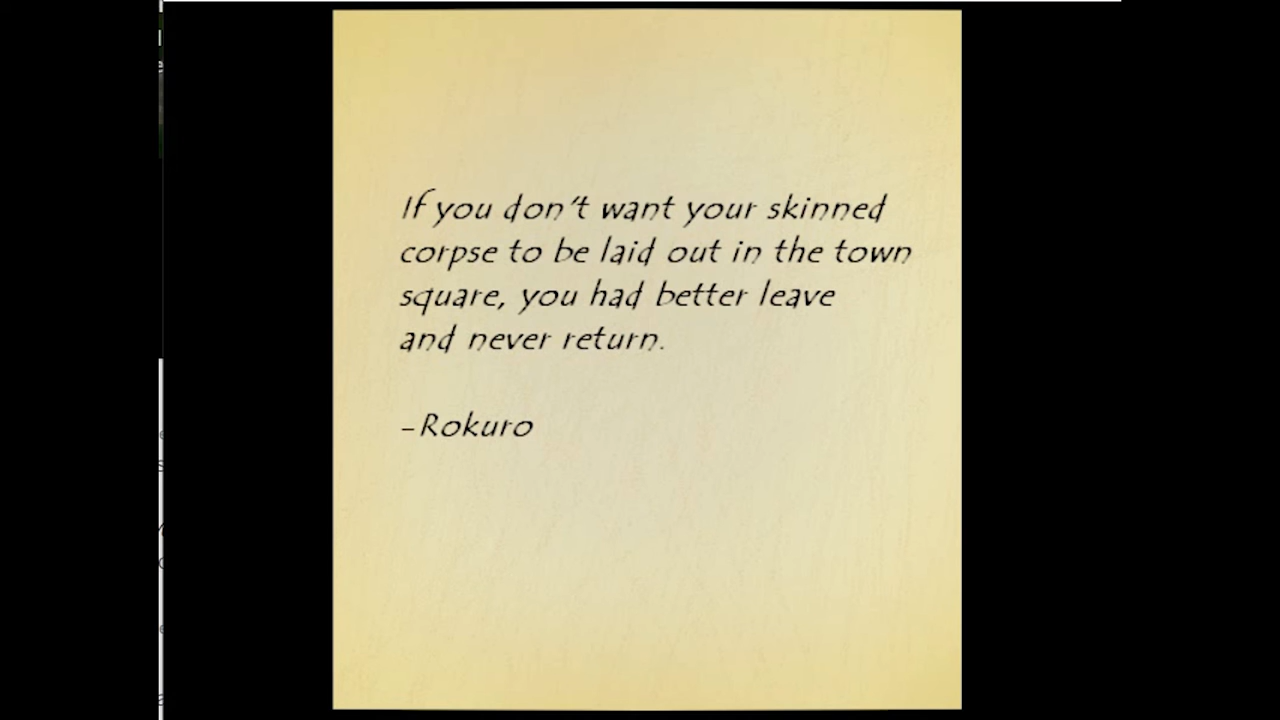 If you don't want your skinned
corpse to be laid out in the town
square, you had better leave
and never return.
-Rokuro